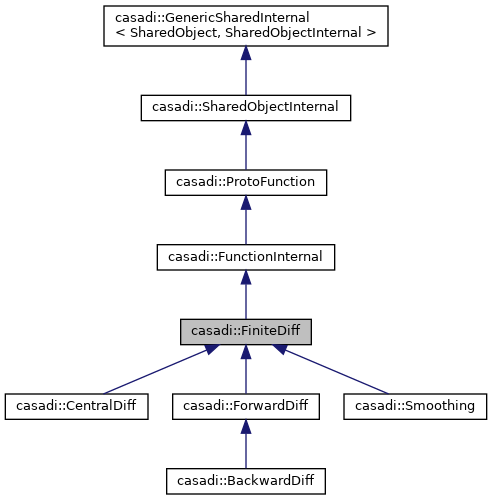 casadi::GenericSharedInternal
< SharedObject, SharedObjectInternal >
casadi::SharedObjectInternal
casadi::ProtoFunction
casadi::FunctionInternal
casadi::FiniteDiff
casadi::CentralDiff
casadi::ForwardDiff
casadi::Smoothing
casadi::BackwardDiff